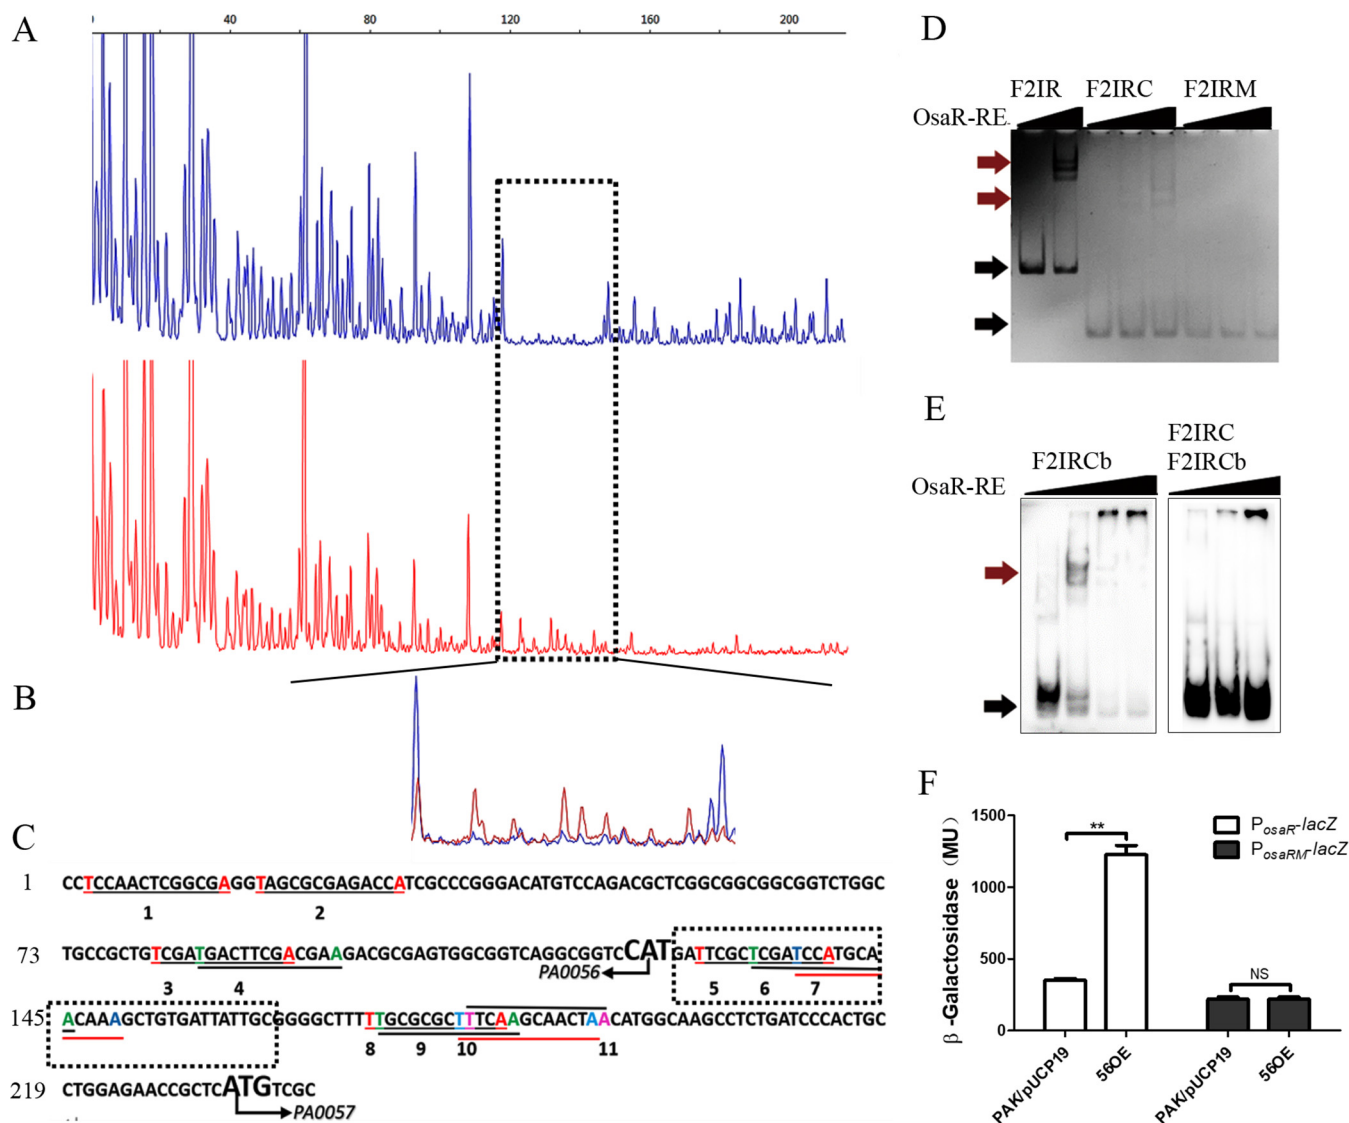 A
40 80 120 160 200
B
C
1 CCTCCAACTCGGCGAGGTAGCGCGAGACCATCGCCCGGGACATGTCCAGACGCTCGGCGGCGGCGGTCTGGC
1 2
73 TGCCGCTGTCGATGACTTCGACGAAGACGCGAGTGGCGGTCAGGCGGTCCATGATTCGCTCGATCCATGCA
PA0056
3 4 5 6 7
145 ACAAAGCTGTGATTATTGCGGGGCTTTTTGCGCGCTTTCAAGCAACTAACATGGCAAGCCTCTGATCCCACTGC
8 9 10 11
219 CTGGAGAACCGCTCATGTCGC
PA0057
D
F2IR F2IRC F2IRM
OsaR-RE
E
F2IRC
F2IRCb F2IRCb
OsaR-RE
F
β-Galactosidase (MU)
1500
1000
500
0
** NS
PosaR-lacZ
PosaRM-lacZ
PAK/pUCP19 56OE PAK/pUCP19 56OE